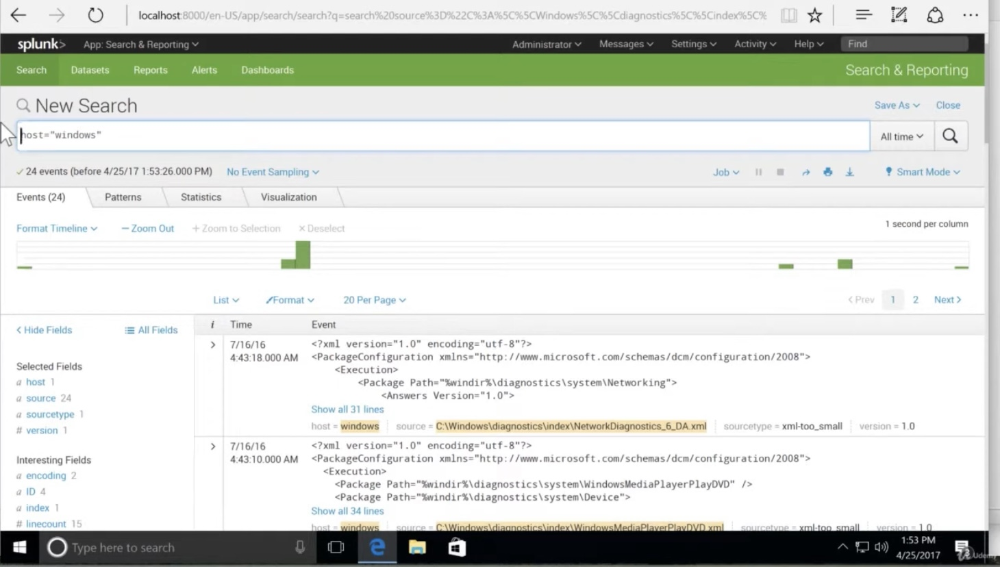 localhost:8000/en-US/app/search/search?q=search%20source%3D%22C%3A%5C%5CWindows%5C%5Cdiagnostics%5C%5Cindex%5C%
splunk> App: Search & Reporting Administrator Messages Settings Activity Help Find
Search Datasets Reports Alerts Dashboards Search & Reporting
New Search Save As Close
host="windows" All time
24 events (before 4/25/17 1:53:26.000 PM) No Event Sampling Job Smart Mode
Events (24) Patterns Statistics Visualization
Format Timeline — Zoom Out + Zoom to Selection × Deselect 1 second per column
List Format 20 Per Page < Prev 1 2 Next >
< Hide Fields All Fields i Time Event
Selected Fields
a host 1
a source 24
a sourcetype 1
# version 1
Interesting Fields
a encoding 2
a ID 4
a index 1
# linecount 15
> 7/16/16 4:43:18.000 AM
<?xml version="1.0" encoding="utf-8"?>
<PackageConfiguration xmlns="http://www.microsoft.com/schemas/dcm/configuration/2008">
<Execution>
<Package Path="%windir%\diagnostics\system\Networking">
<Answers Version="1.0">
Show all 31 lines
host = windows source = C:\Windows\diagnostics\index\NetworkDiagnostics_6_DA.xml sourcetype = xml-too_small version = 1.0
> 7/16/16 4:43:10.000 AM
<?xml version="1.0" encoding="utf-8"?>
<PackageConfiguration xmlns="http://www.microsoft.com/schemas/dcm/configuration/2008">
<Execution>
<Package Path="%windir%\diagnostics\system\WindowsMediaPlayerPlayDVD" />
<Package Path="%windir%\diagnostics\system\Device">
Show all 34 lines
host = windows source = C:\Windows\diagnostics\index\WindowsMediaPlayerPlayDVD.xml sourcetype = xml-too_small version = 1.0
Type here to search 1:53 PM
4/25/2017
Udemy